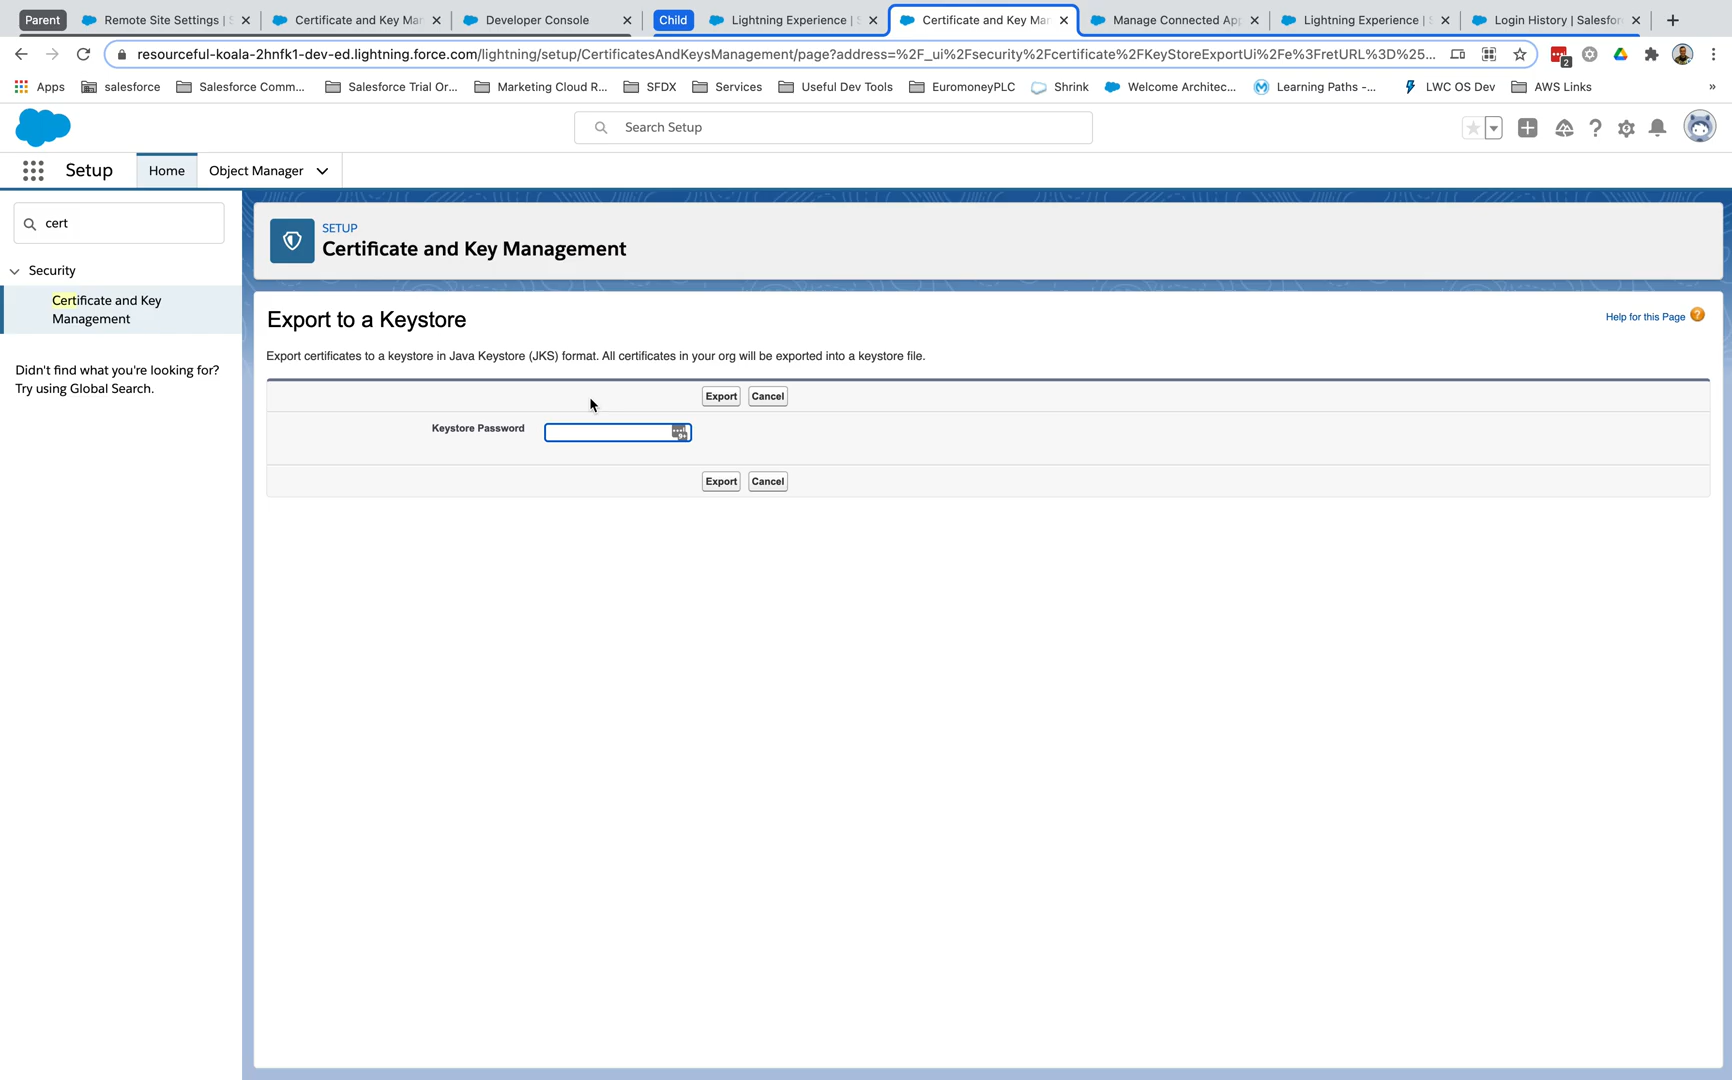 Parent
Remote Site Settings | S
Certificate and Key Mar
Developer Console
Child
Lightning Experience | S
Certificate and Key Mar
Manage Connected App
Lightning Experience | S
Login History | Salesfor
resourceful-koala-2hnfk1-dev-ed.lightning.force.com/lightning/setup/CertificatesAndKeysManagement/page?address=%2F_ui%2Fsecurity%2Fcertificate%2FKeyStoreExportUi%2Fe%3FretURL%3D%25...
2
Apps
salesforce
Salesforce Comm...
Salesforce Trial Or...
Marketing Cloud R...
SFDX
Services
Useful Dev Tools
EuromoneyPLC
Shrink
Welcome Architec...
Learning Paths -...
LWC OS Dev
AWS Links
»
Search Setup
Setup
Home
Object Manager
cert
Security
Certificate and Key
Management
Didn't find what you're looking for?
Try using Global Search.
SETUP
Certificate and Key Management
Export to a Keystore
Help for this Page
Export certificates to a keystore in Java Keystore (JKS) format. All certificates in your org will be exported into a keystore file.
Export
Cancel
Keystore Password
Export
Cancel